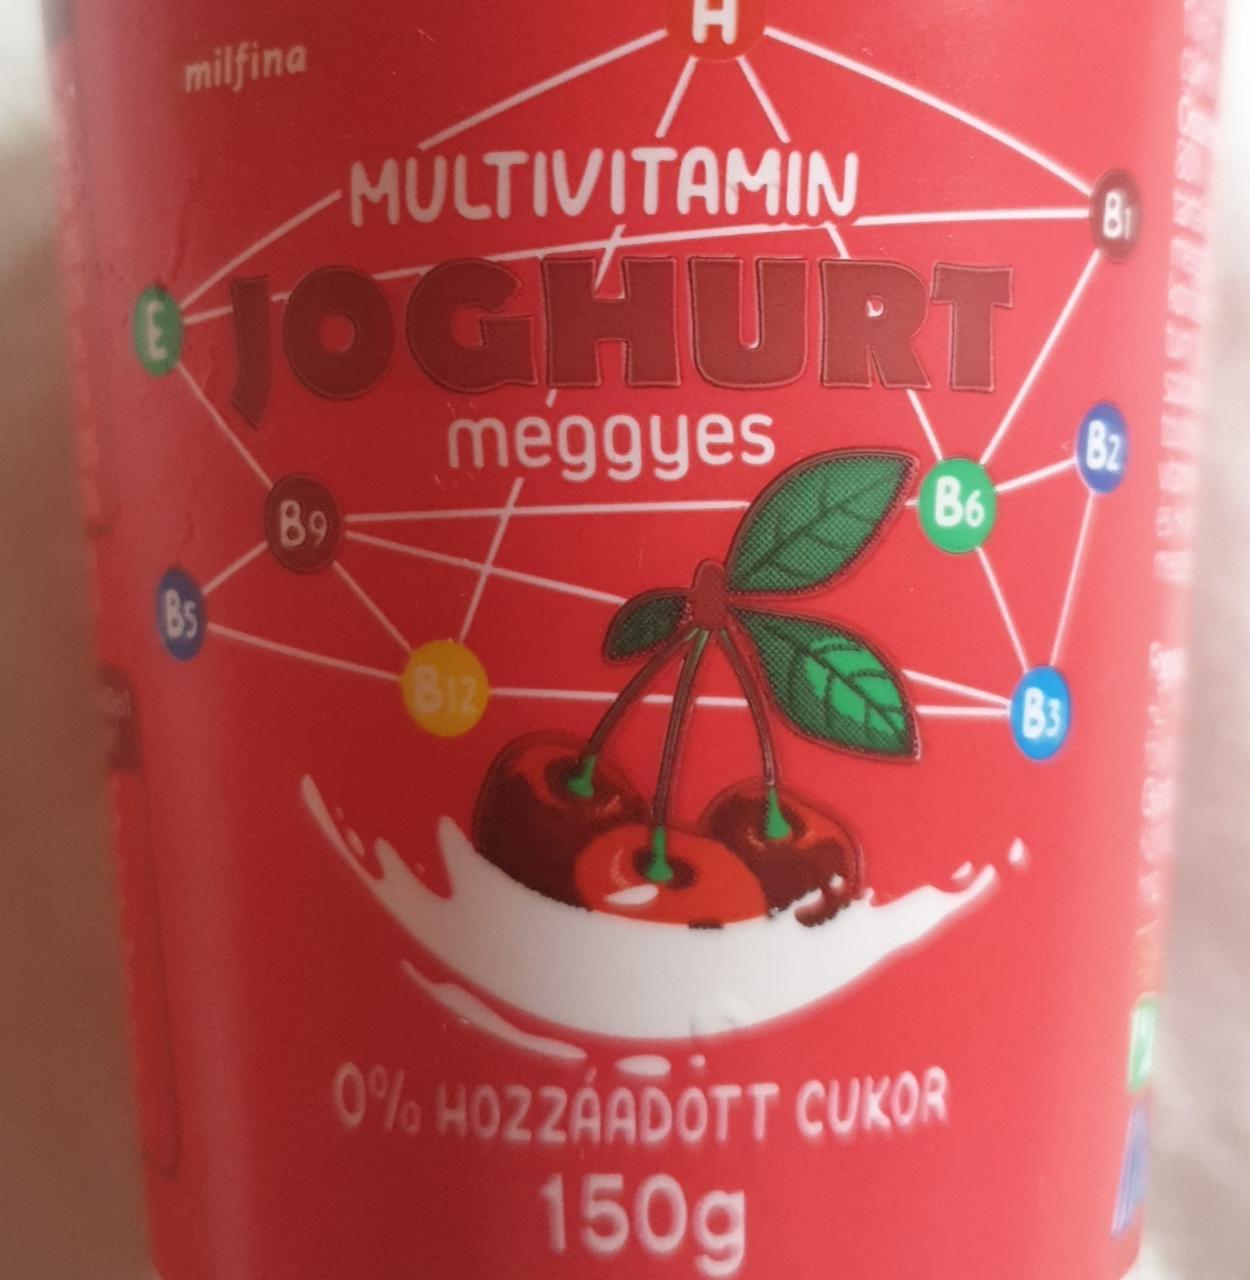 H
milfina
MULTIVITAMIN
B1
E
JOGHURT
meggyes
B2
B6
B9
B5
B12
B3
0% HOZZÁADOTT CUKOR
150g